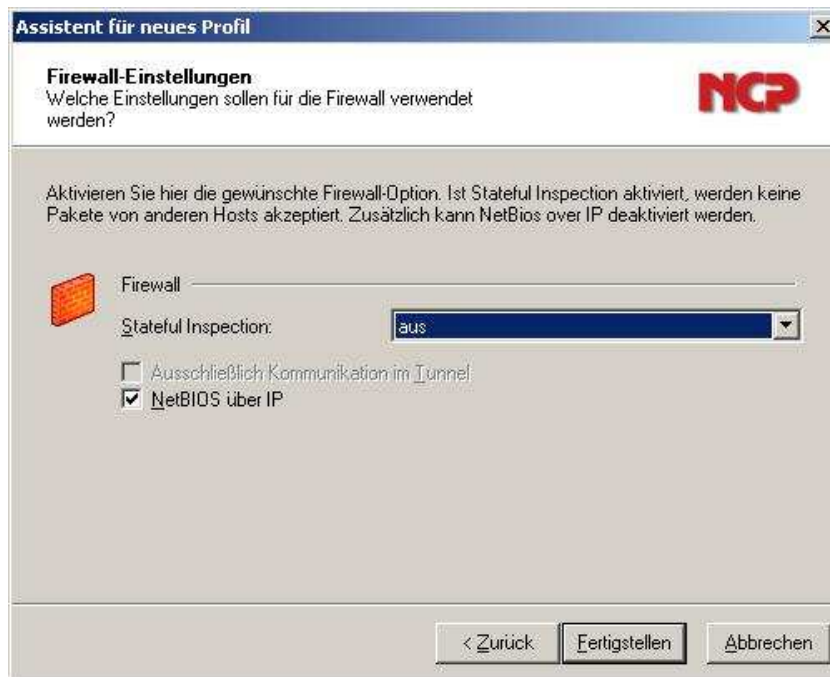 Assistent für neues Profil
Firewall-Einstellungen
Welche Einstellungen sollen für die Firewall verwendet
werden?
NCP
Aktivieren Sie hier die gewünschte Firewall-Option. Ist Stateful Inspection aktiviert, werden keine
Pakete von anderen Hosts akzeptiert. Zusätzlich kann NetBios over IP deaktiviert werden.
Firewall
Stateful Inspection:
aus
Ausschließlich Kommunikation im Tunnel
NetBIOS über IP
< Zurück
Fertigstellen
Abbrechen